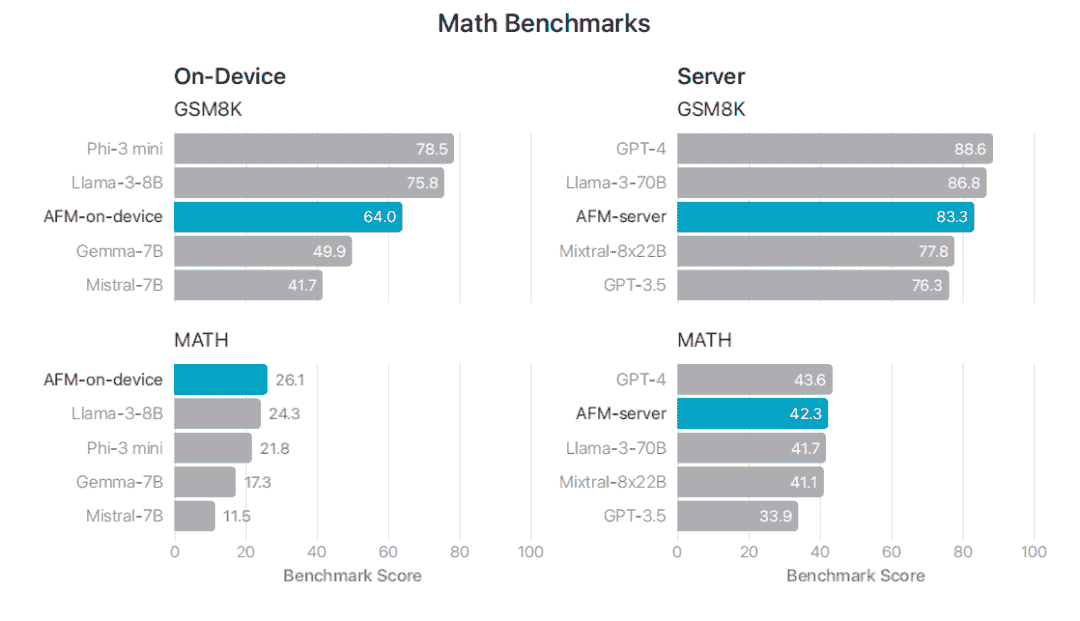 Math Benchmarks
On-Device
GSM8K
Phi-3 mini 78.5
Llama-3-8B 75.8
AFM-on-device 64.0
Gemma-7B 49.9
Mistral-7B 41.7
MATH
AFM-on-device 26.1
Llama-3-8B 24.3
Phi-3 mini 21.8
Gemma-7B 17.3
Mistral-7B 11.5
0 20 40 60 80 100
Benchmark Score
Server
GSM8K
GPT-4 88.6
Llama-3-70B 86.8
AFM-server 83.3
Mixtral-8x22B 77.8
GPT-3.5 76.3
MATH
GPT-4 43.6
AFM-server 42.3
Llama-3-70B 41.7
Mixtral-8x22B 41.1
GPT-3.5 33.9
0 20 40 60 80 100
Benchmark Score